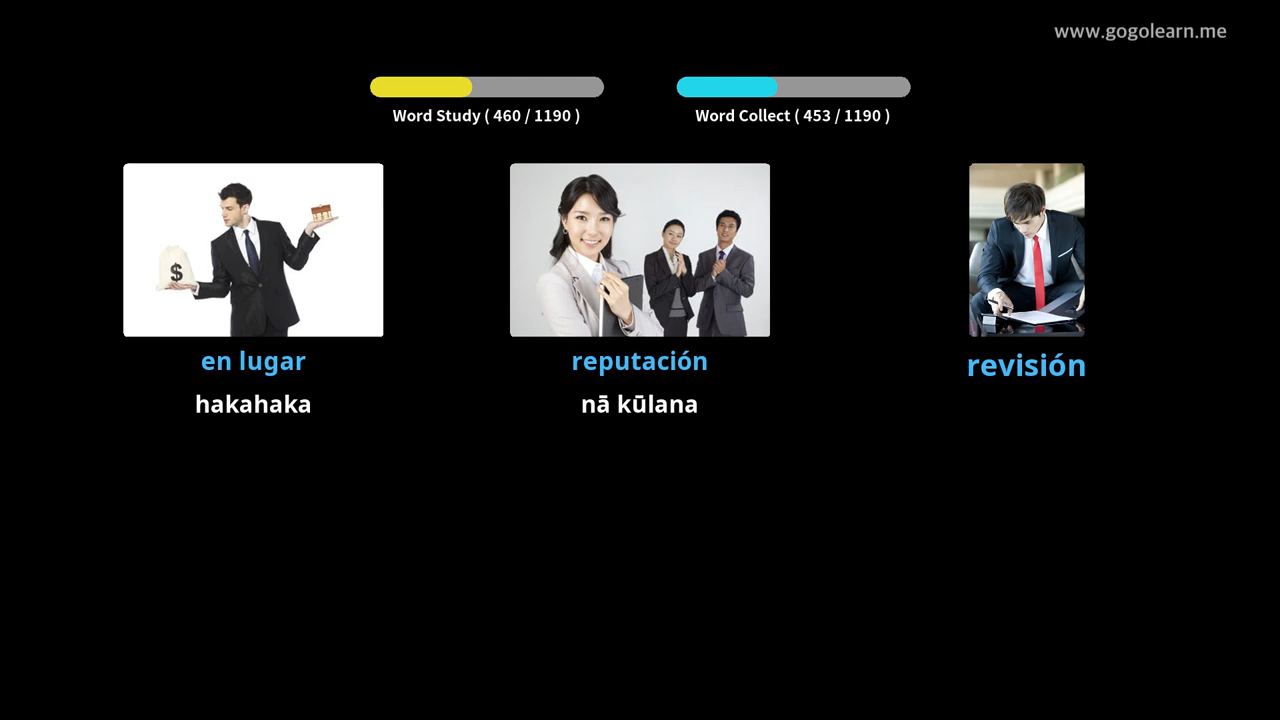 www.gogolearn.me
Word Study ( 460 / 1190 )
Word Collect ( 453 / 1190 )
$
en lugar
hakahaka
reputación
nā kūlana
revisión